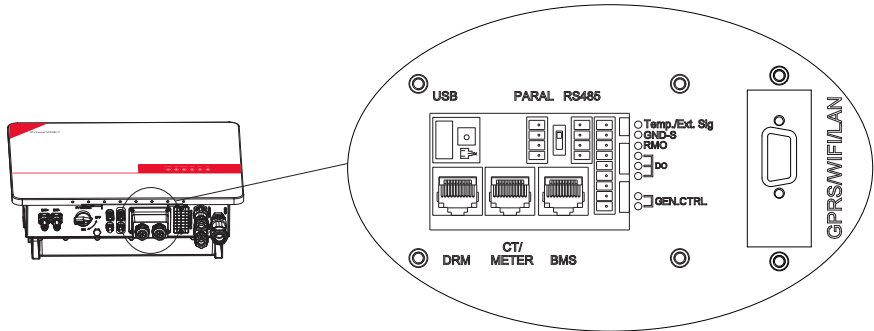 USB
PARAL RS485
Temp./Ext. Sig
GND-S
RMO
DO
GEN.CTRL
DRM
CT/
METER
BMS
GPRS/WIFI/LAN